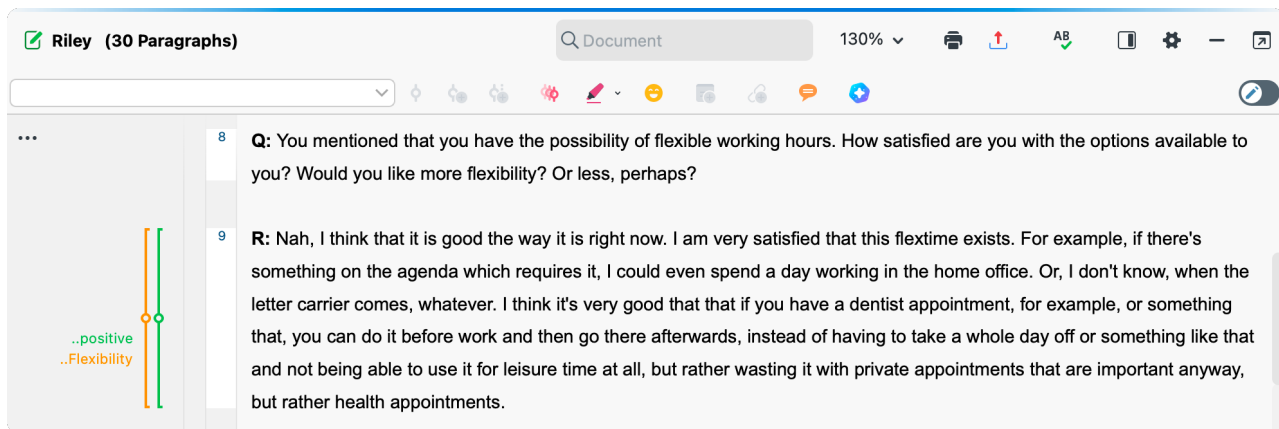 Riley (30 Paragraphs)
Document
130%
AB
8
Q: You mentioned that you have the possibility of flexible working hours. How satisfied are you with the options available to
you? Would you like more flexibility? Or less, perhaps?
9
R: Nah, I think that it is good the way it is right now. I am very satisfied that this flextime exists. For example, if there's
something on the agenda which requires it, I could even spend a day working in the home office. Or, I don't know, when the
letter carrier comes, whatever. I think it's very good that that if you have a dentist appointment, for example, or something
that, you can do it before work and then go there afterwards, instead of having to take a whole day off or something like that
and not being able to use it for leisure time at all, but rather wasting it with private appointments that are important anyway,
but rather health appointments.
..positive
..Flexibility